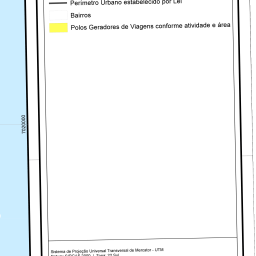 Perímetro Urbano estabelecido por Lei
Bairros
Polos Geradores de Viagens conforme atividade e área
7020000
Sistema de Projeção Universal Transversal de Mercator - UTM